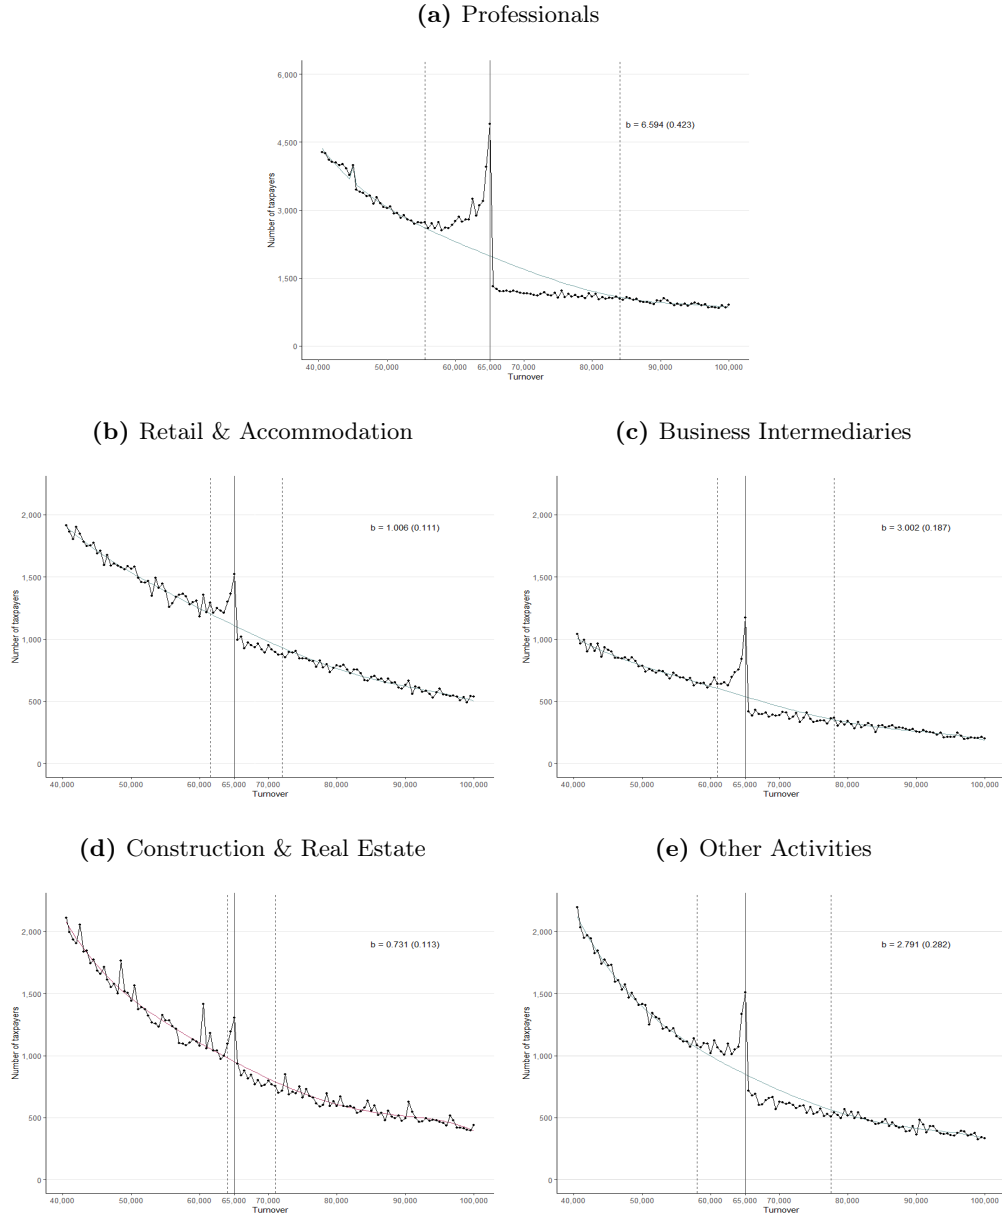 (a) Professionals
6,000
4,500
3,000
1,500
0
Number of taxpayers
b = 6.594 (0.423)
40,000 50,000 60,000 65,000 70,000 80,000 90,000 100,000
Turnover
(b) Retail & Accommodation
2,000
1,500
1,000
500
0
Number of taxpayers
b = 1.006 (0.111)
40,000 50,000 60,000 65,000 70,000 80,000 90,000 100,000
Turnover
(c) Business Intermediaries
2,000
1,500
1,000
500
0
Number of taxpayers
b = 3.002 (0.187)
40,000 50,000 60,000 65,000 70,000 80,000 90,000 100,000
Turnover
(d) Construction & Real Estate
2,000
1,500
1,000
500
0
Number of taxpayers
b = 0.731 (0.113)
40,000 50,000 60,000 65,000 70,000 80,000 90,000 100,000
Turnover
(e) Other Activities
2,000
1,500
1,000
500
0
Number of taxpayers
b = 2.791 (0.282)
40,000 50,000 60,000 65,000 70,000 80,000 90,000 100,000
Turnover